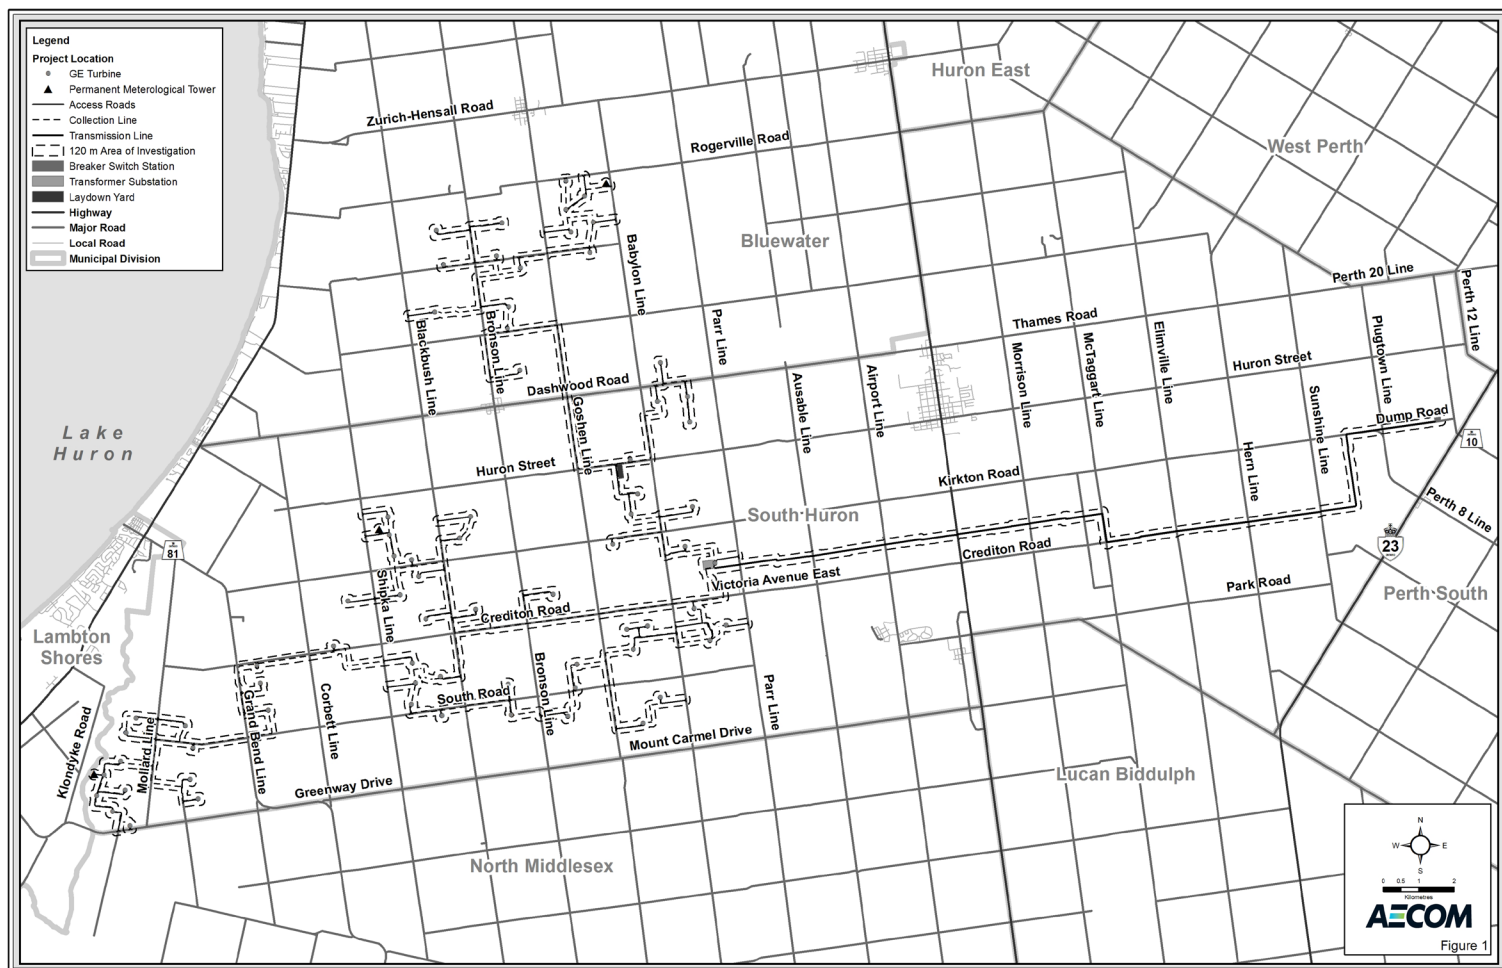 Legend
Project Location
GE Turbine
Permanent Meterological Tower
Access Roads
Collection Line
Transmission Line
120 m Area of Investigation
Breaker Switch Station
Transformer Substation
Laydown Yard
Highway
Major Road
Local Road
Municipal Division
Huron East
Zurich-Hensall Road
Rogerville Road
West Perth
Bluewater
Babylon Line
Perth 20 Line
Perth 12 Line
Thames Road
Parr Line
Bronson Line
Blackbush Line
Plugtown Line
Elimville Line
McTaggart Line
Morrison Line
Huron Street
Airport Line
Ausable Line
Dashwood Road
Sunshine Line
Goshen Line
Dump Road
Lake
Huron
10
Hern Line
Huron Street
Kirkton Road
Perth 8 Line
South Huron
81
23
Crediton Road
Victoria Avenue East
Shipka Line
Park Road
Perth South
Crediton Road
Lambton
Shores
Bronson Line
South Road
Grand Bend Line
Corbett Line
Parr Line
Mount Carmel Drive
Klondyke Road
Mollard Line
Greenway Drive
Lucan Biddulph
North Middlesex
N
W
E
S
0 0.5 1 2
Kilometres
AECOM
Figure 1